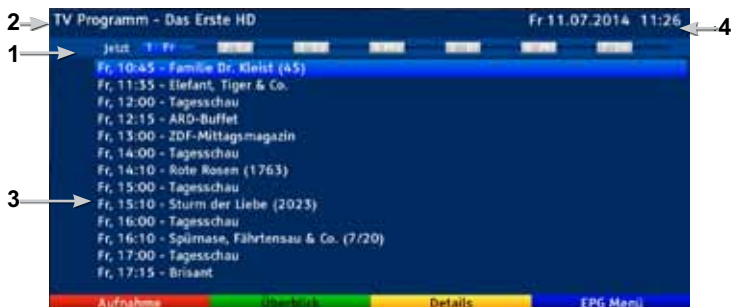 2 TV Programm - Das Erste HD Fr 11.07.2014 11:26 4
1 Jetzt 1 Fr
Fr, 10:45 - Familie Dr. Kleist (45)
Fr, 11:35 - Elefant, Tiger & Co.
Fr, 12:00 - Tagesschau
Fr, 12:15 - ARD-Buffet
Fr, 13:00 - ZDF-Mittagsmagazin
Fr, 14:00 - Tagesschau
Fr, 14:10 - Rote Rosen (1763)
Fr, 15:00 - Tagesschau
3 Fr, 15:10 - Sturm der Liebe (2023)
Fr, 16:00 - Tagesschau
Fr, 16:10 - Spürnase, Fährtensau & Co. (7/20)
Fr, 17:00 - Tagesschau
Fr, 17:15 - Brisant
Aufnahme Überblick Details EPG Menü